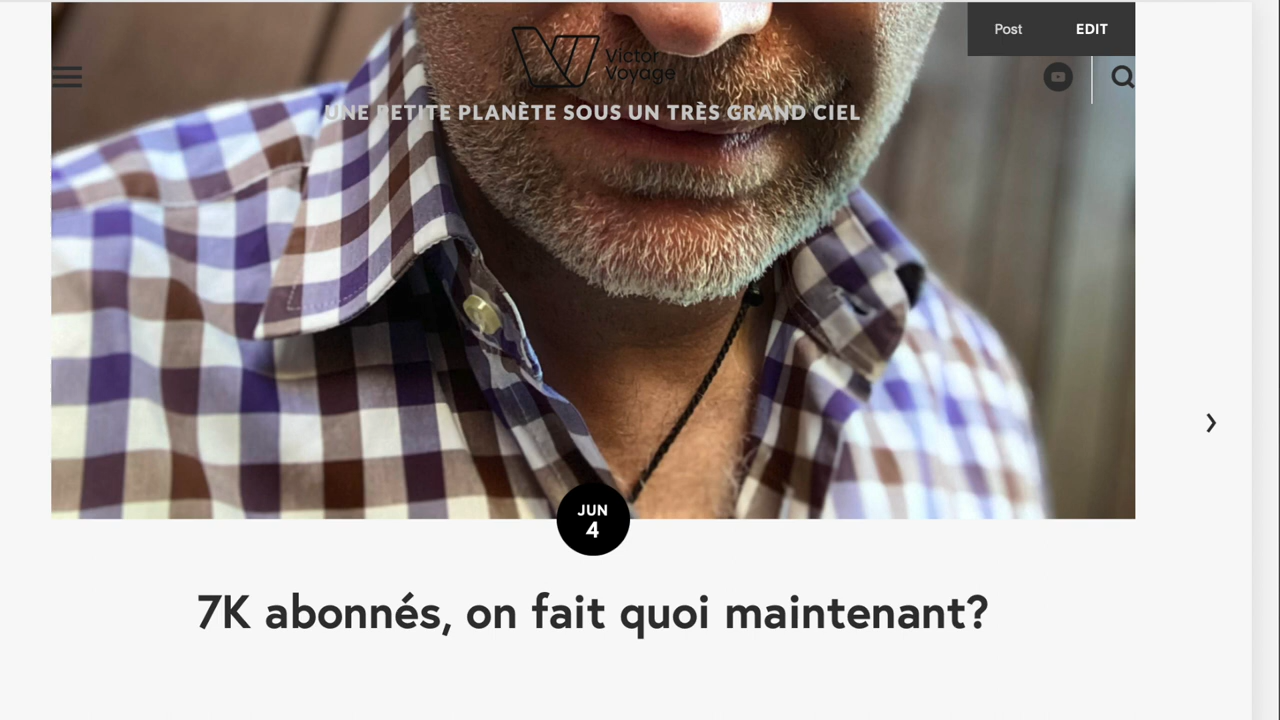 Post EDIT
Victor
Voyage
UNE PETITE PLANÈTE SOUS UN TRÈS GRAND CIEL
JUN
4
7K abonnés, on fait quoi maintenant?